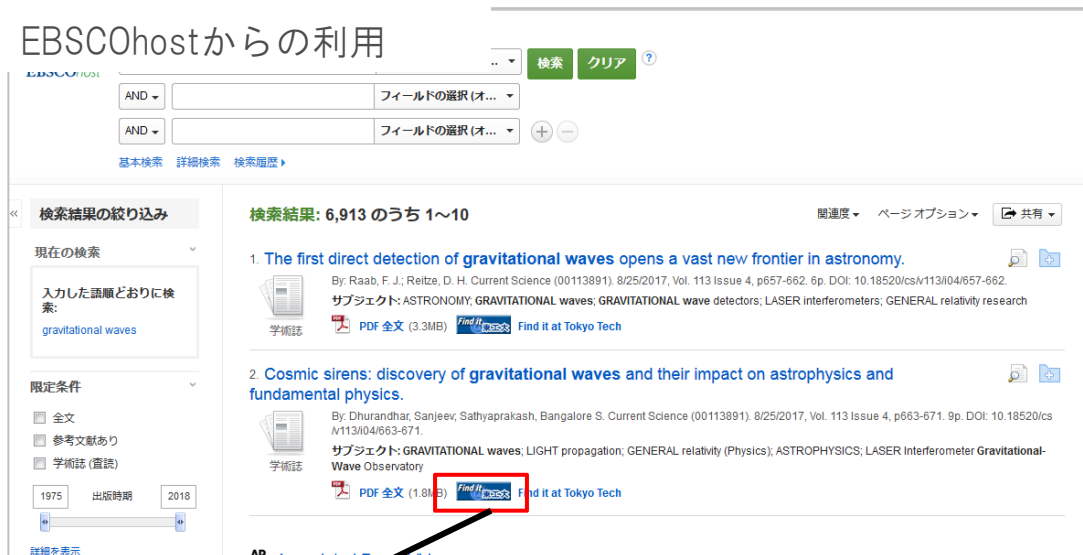 EBSCOhostからの利用
EBSCOhost
... 検索 クリア ?
AND フィールドの選択 (オ...
AND フィールドの選択 (オ...
基本検索 詳細検索 検索履歴
« 検索結果の絞り込み
現在の検索
入力した語順どおりに検
索:
gravitational waves
限定条件
全文
参考文献あり
学術誌 (査読)
1975 出版時期 2018
詳細を表示
検索結果: 6,913 のうち 1～10
関連度 ページ オプション 共有
1. The first direct detection of gravitational waves opens a vast new frontier in astronomy.
By: Raab, F. J.; Reitze, D. H. Current Science (00113891). 8/25/2017, Vol. 113 Issue 4, p657-662. 6p. DOI: 10.18520/cs/v113/i04/657-662.
サブジェクト: ASTRONOMY; GRAVITATIONAL waves; GRAVITATIONAL wave detectors; LASER interferometers; GENERAL relativity research
学術誌
PDF PDF 全文 (3.3MB) Find It @東工大 Find it at Tokyo Tech
2. Cosmic sirens: discovery of gravitational waves and their impact on astrophysics and
fundamental physics.
By: Dhurandhar, Sanjeev; Sathyaprakash, Bangalore S. Current Science (00113891). 8/25/2017, Vol. 113 Issue 4, p663-671. 9p. DOI: 10.18520/cs
/v113/i04/663-671.
サブジェクト: GRAVITATIONAL waves; LIGHT propagation; GENERAL relativity (Physics); ASTROPHYSICS; LASER Interferometer Gravitational-
Wave Observatory
学術誌
PDF PDF 全文 (1.8MB) Find It @東工大 Find it at Tokyo Tech